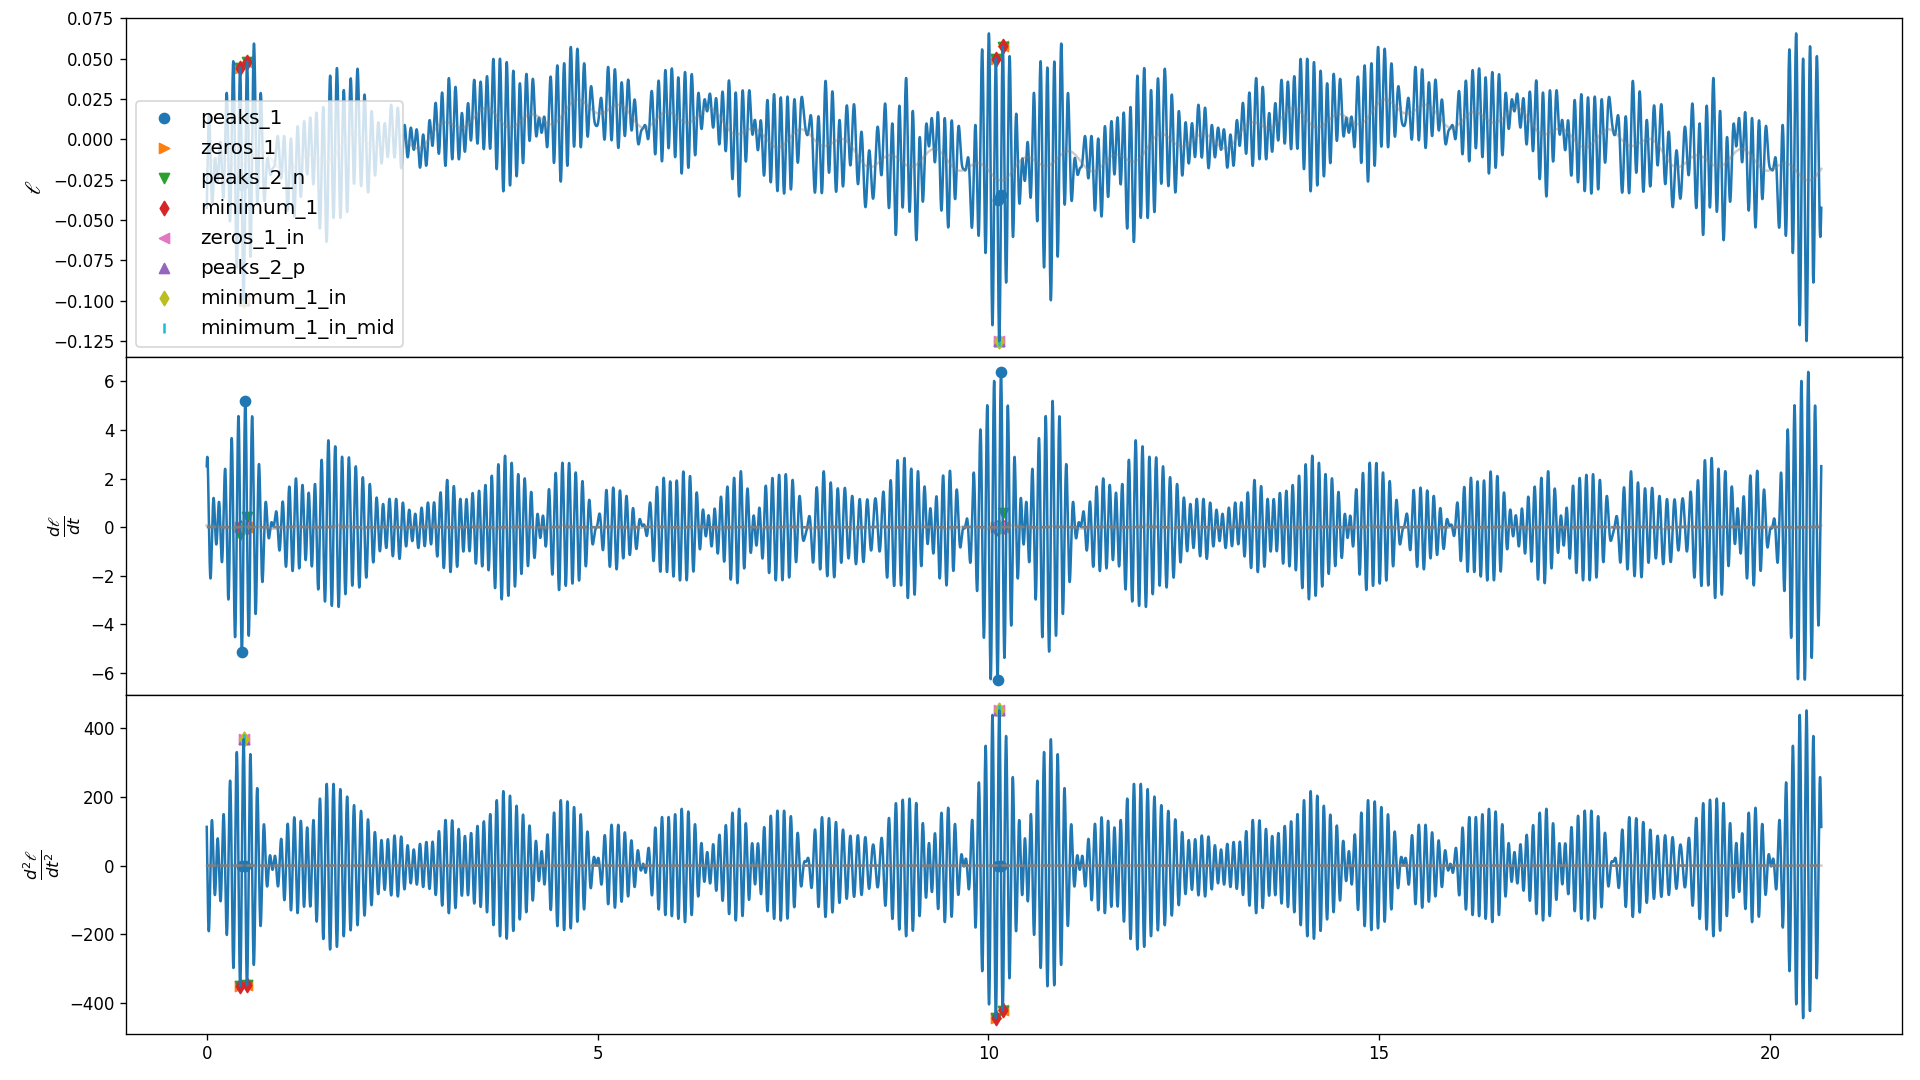 0.075
0.050
0.025
0.000
−0.025
−0.050
−0.075
−0.100
−0.125
ℓ
peaks_1
zeros_1
peaks_2_n
minimum_1
zeros_1_in
peaks_2_p
minimum_1_in
minimum_1_in_mid
6
4
2
0
−2
−4
−6
dℓ/dt
400
200
0
−200
−400
d²ℓ/dt²
0 5 10 15 20